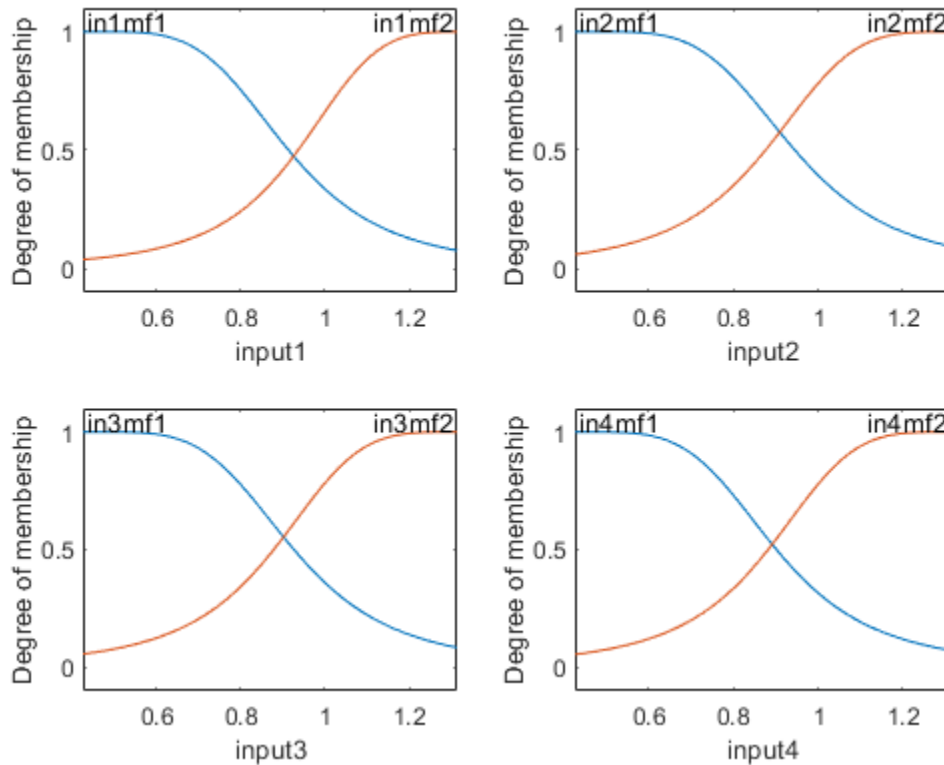 in1mf1 in1mf2
1
0.5
0
Degree of membership
0.6 0.8 1 1.2
input1
in2mf1 in2mf2
1
0.5
0
Degree of membership
0.6 0.8 1 1.2
input2
in3mf1 in3mf2
1
0.5
0
Degree of membership
0.6 0.8 1 1.2
input3
in4mf1 in4mf2
1
0.5
0
Degree of membership
0.6 0.8 1 1.2
input4